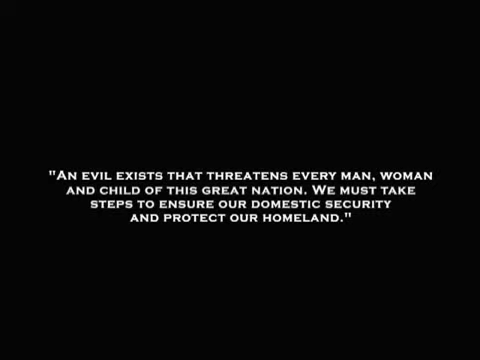 "An evil exists that threatens every man, woman
and child of this great nation. We must take
steps to ensure our domestic security
and protect our homeland."